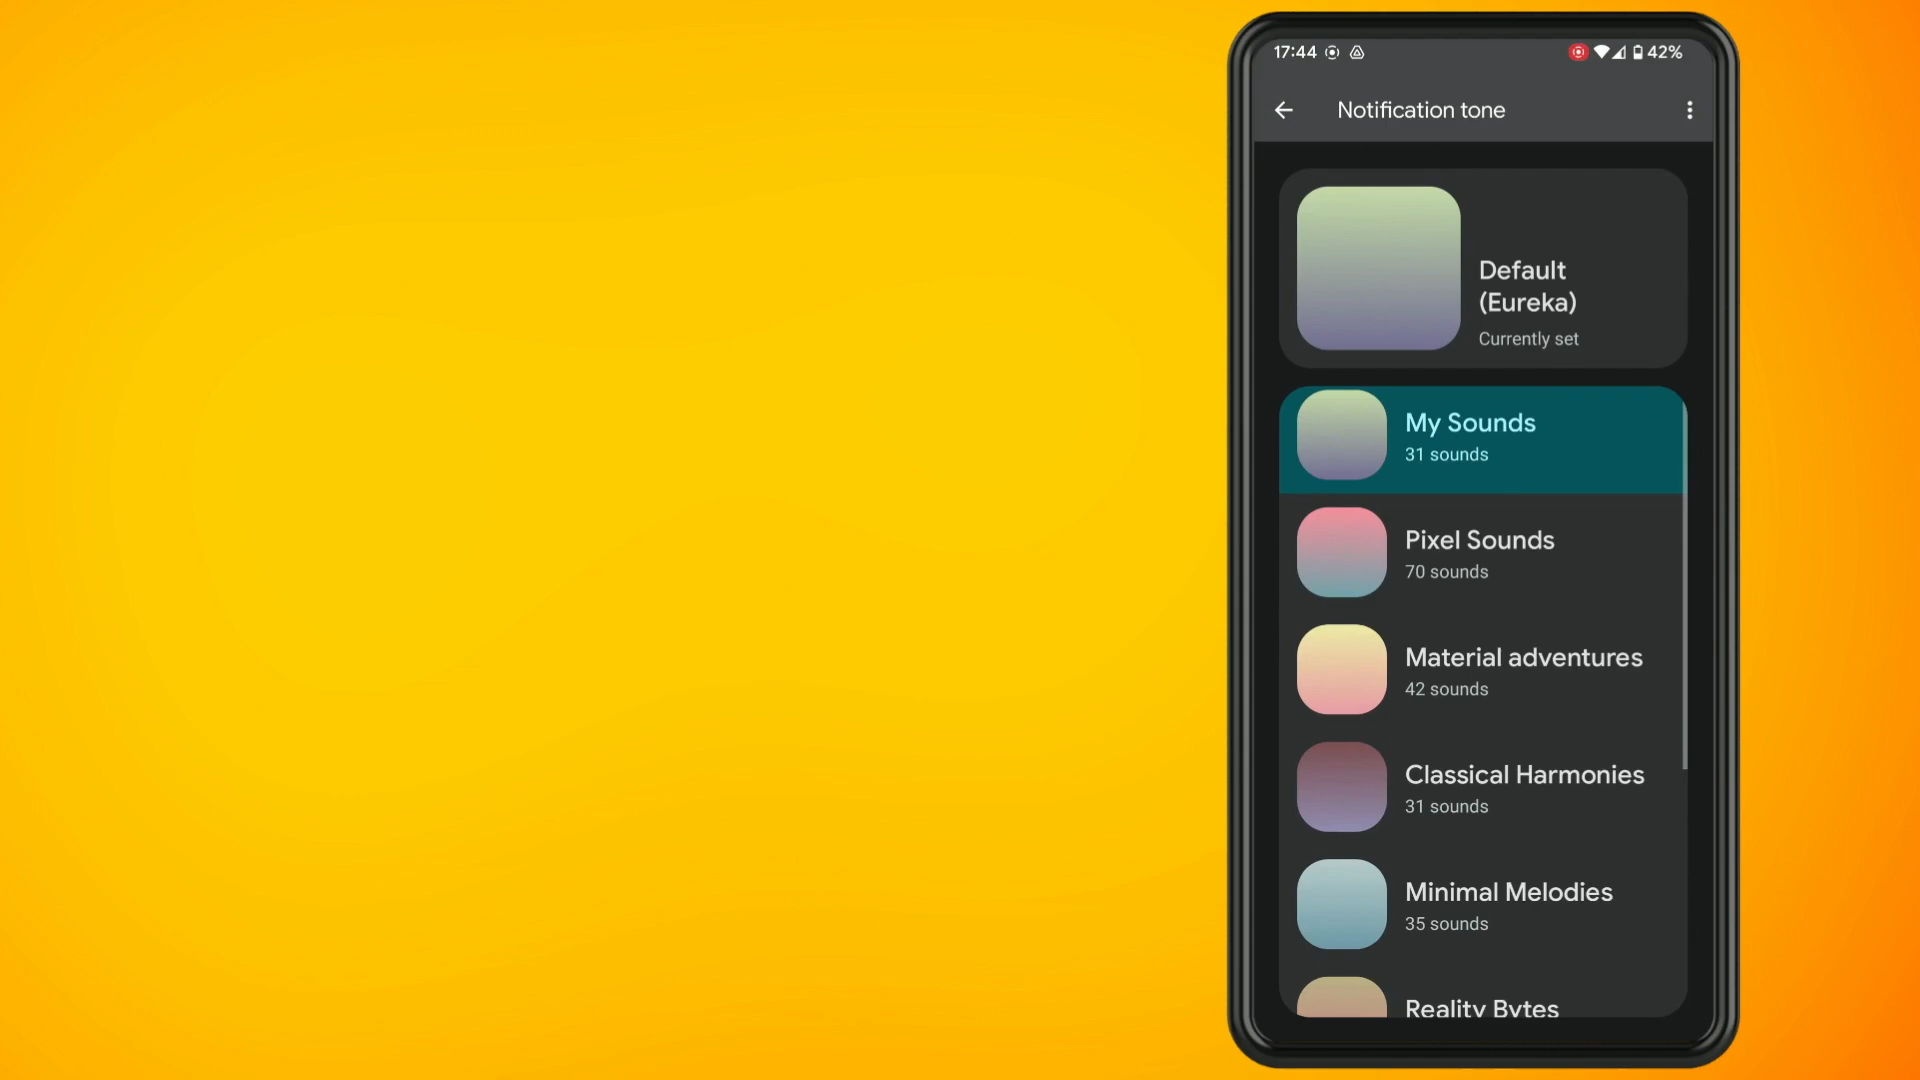 17:44 42%
Notification tone
Default
(Eureka)
Currently set
My Sounds
31 sounds
Pixel Sounds
70 sounds
Material adventures
42 sounds
Classical Harmonies
31 sounds
Minimal Melodies
35 sounds
Reality Bytes